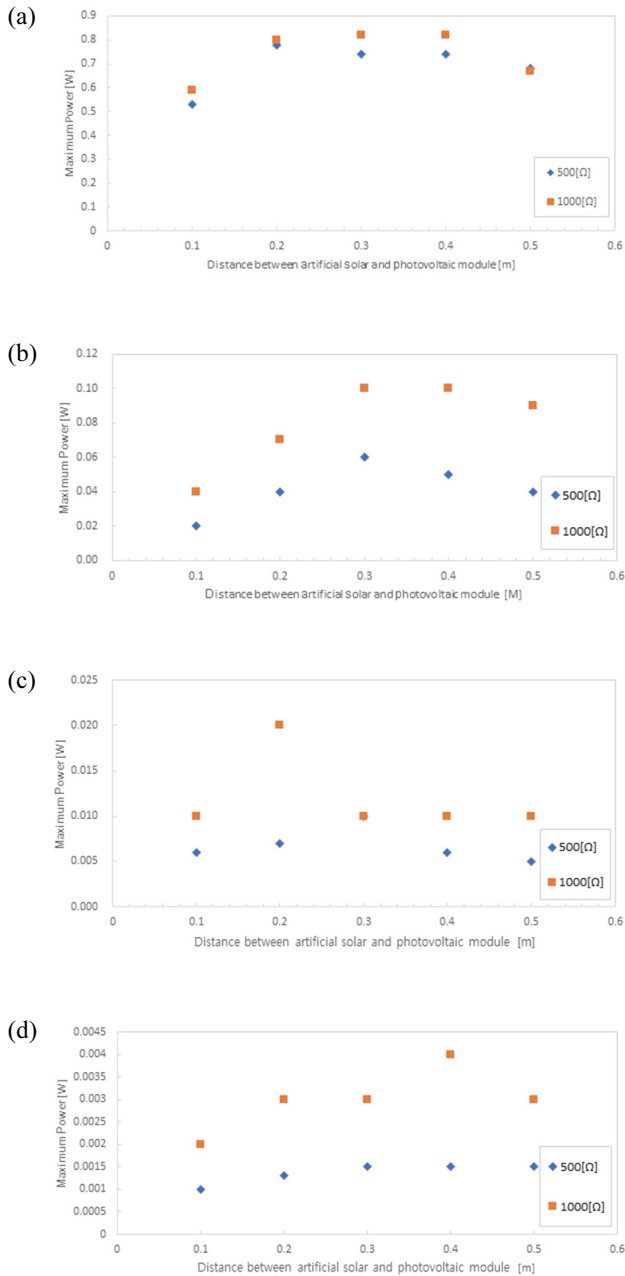 (a)
Maximum Power [W]
0.9
0.8
0.7
0.6
0.5
0.4
0.3
0.2
0.1
0
500[Ω]
1000[Ω]
0 0.1 0.2 0.3 0.4 0.5 0.6
Distance between artificial solar and photovoltaic module [m]
(b)
Maximum Power [W]
0.12
0.10
0.08
0.06
0.04
0.02
0.00
500[Ω]
1000[Ω]
0 0.1 0.2 0.3 0.4 0.5 0.6
Distance between artificial solar and photovoltaic module [M]
(c)
Maximum Power [W]
0.025
0.020
0.015
0.010
0.005
0.000
500[Ω]
1000[Ω]
0 0.1 0.2 0.3 0.4 0.5 0.6
Distance between artificial solar and photovoltaic module [m]
(d)
Maximum Power [W]
0.0045
0.004
0.0035
0.003
0.0025
0.002
0.0015
0.001
0.0005
0
500[Ω]
1000[Ω]
0 0.1 0.2 0.3 0.4 0.5 0.6
Distance between artificial solar and photovoltaic module [m]